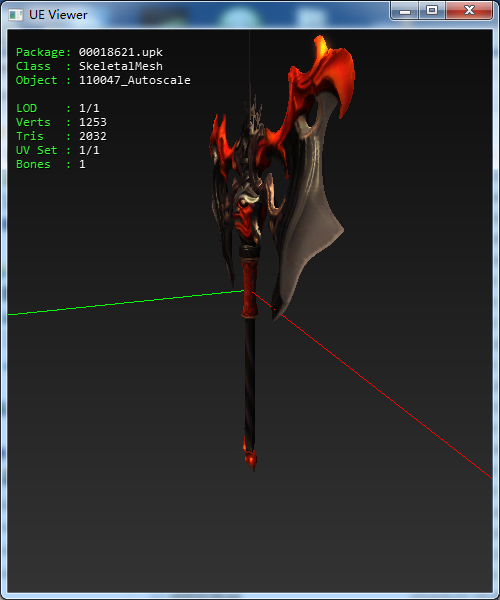 UE Viewer
Package: 00018621.upk
Class  : SkeletalMesh
Object : 110047_Autoscale
LOD    : 1/1
Verts  : 1253
Tris   : 2032
UV Set : 1/1
Bones  : 1